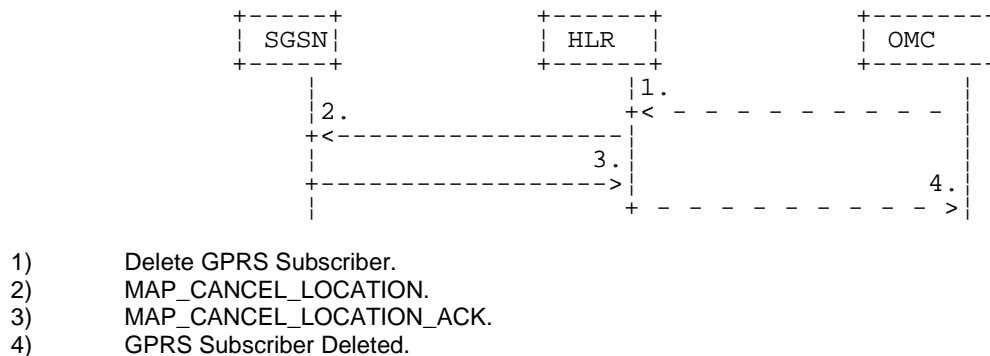 SGSN HLR OMC
1.
2.
3.
4.
1) Delete GPRS Subscriber.
2) MAP_CANCEL_LOCATION.
3) MAP_CANCEL_LOCATION_ACK.
4) GPRS Subscriber Deleted.